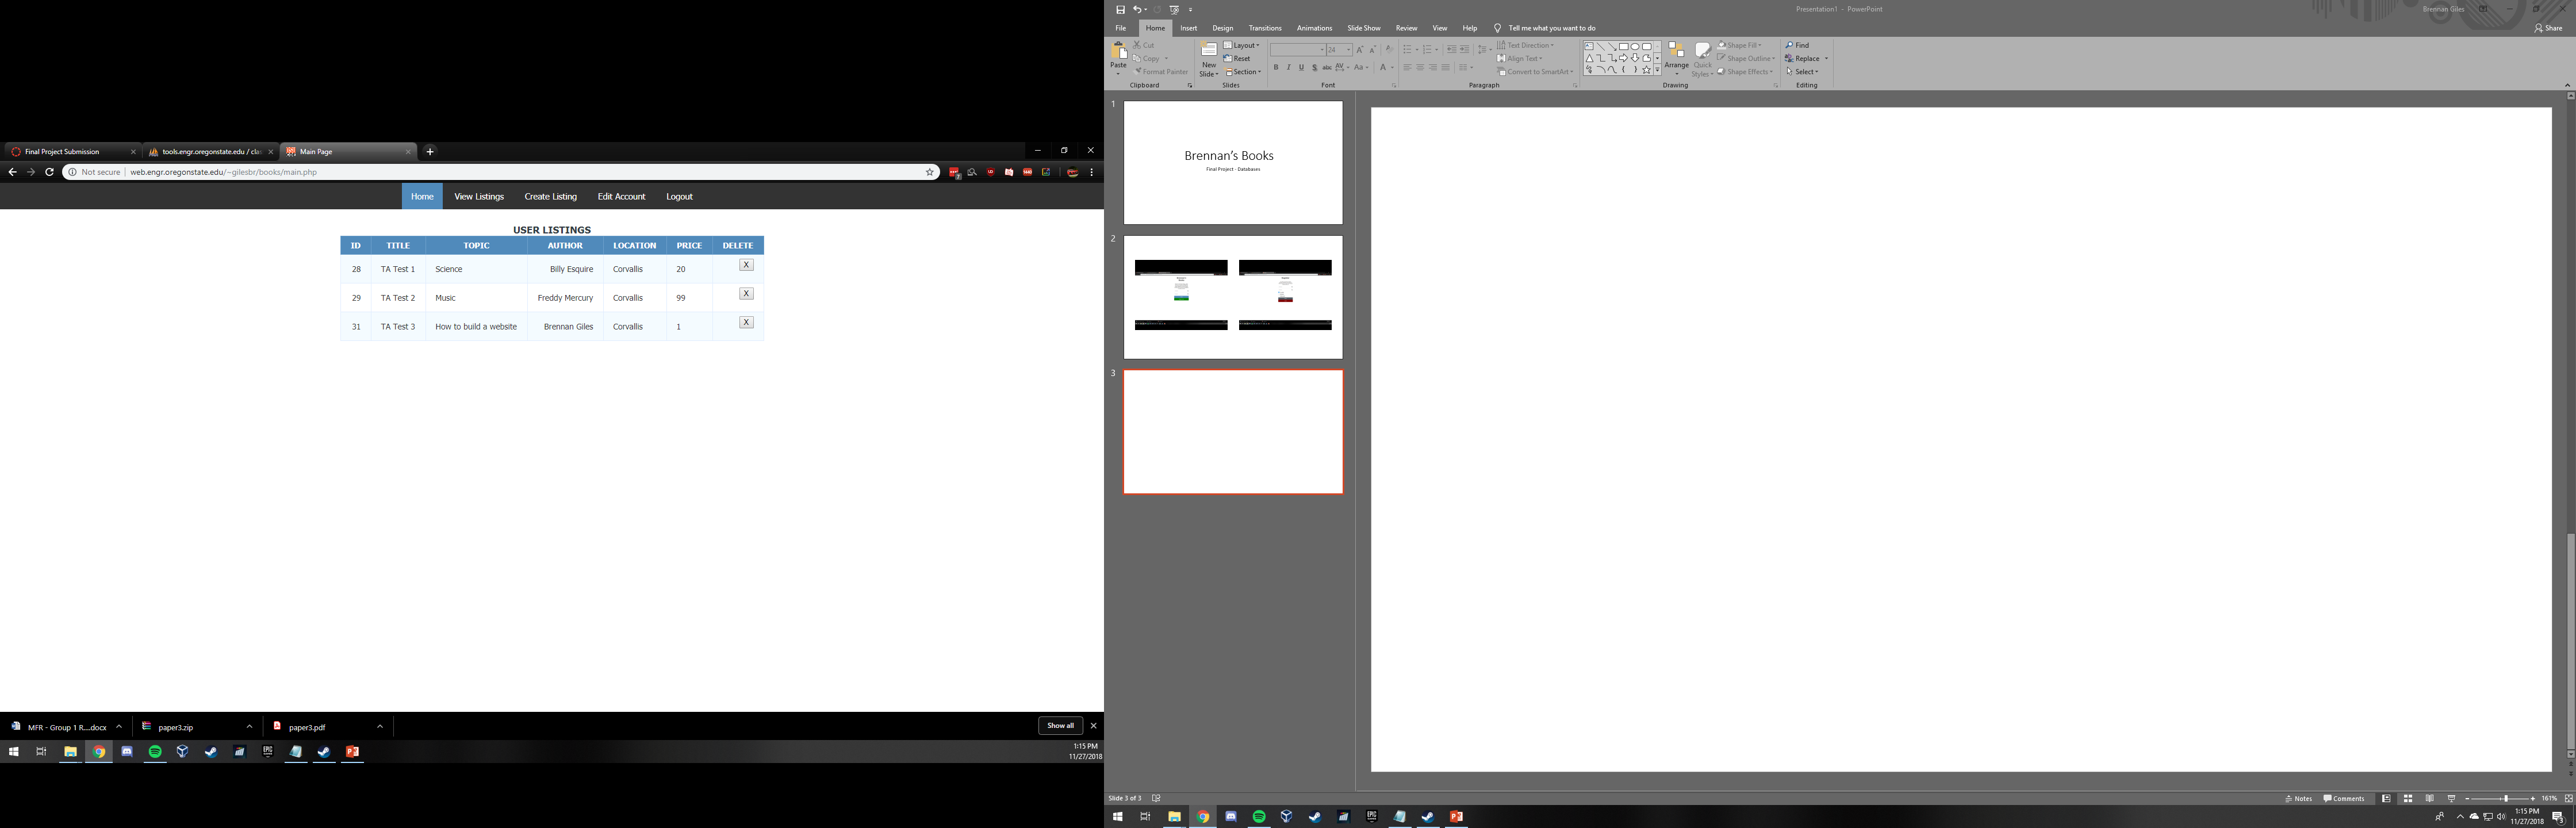 Final Project Submission
tools.engr.oregonstate.edu / clas
Main Page
Not secure
web.engr.oregonstate.edu/~gilesbr/books/main.php
Home
View Listings
Create Listing
Edit Account
Logout
USER LISTINGS
ID TITLE TOPIC AUTHOR LOCATION PRICE DELETE
28 TA Test 1 Science Billy Esquire Corvallis 20 X
29 TA Test 2 Music Freddy Mercury Corvallis 99 X
31 TA Test 3 How to build a website Brennan Giles Corvallis 1 X
MFR - Group 1 R....docx
paper3.zip
paper3.pdf
Show all
1:15 PM
11/27/2018
Presentation1 - PowerPoint
Brennan Giles
File Home Insert Design Transitions Animations Slide Show Review View Help Tell me what you want to do
Share
Paste
Cut
Copy
Format Painter
Clipboard
New
Slide
Layout
Reset
Section
Slides
24
Font
Text Direction
Align Text
Convert to SmartArt
Paragraph
Arrange
Quick
Styles
Shape Fill
Shape Outline
Shape Effects
Drawing
Find
Replace
Select
Editing
1
Brennan's Books
Final Project - Databases
2
3
Slide 3 of 3
Notes
Comments
161%
1:15 PM
11/27/2018